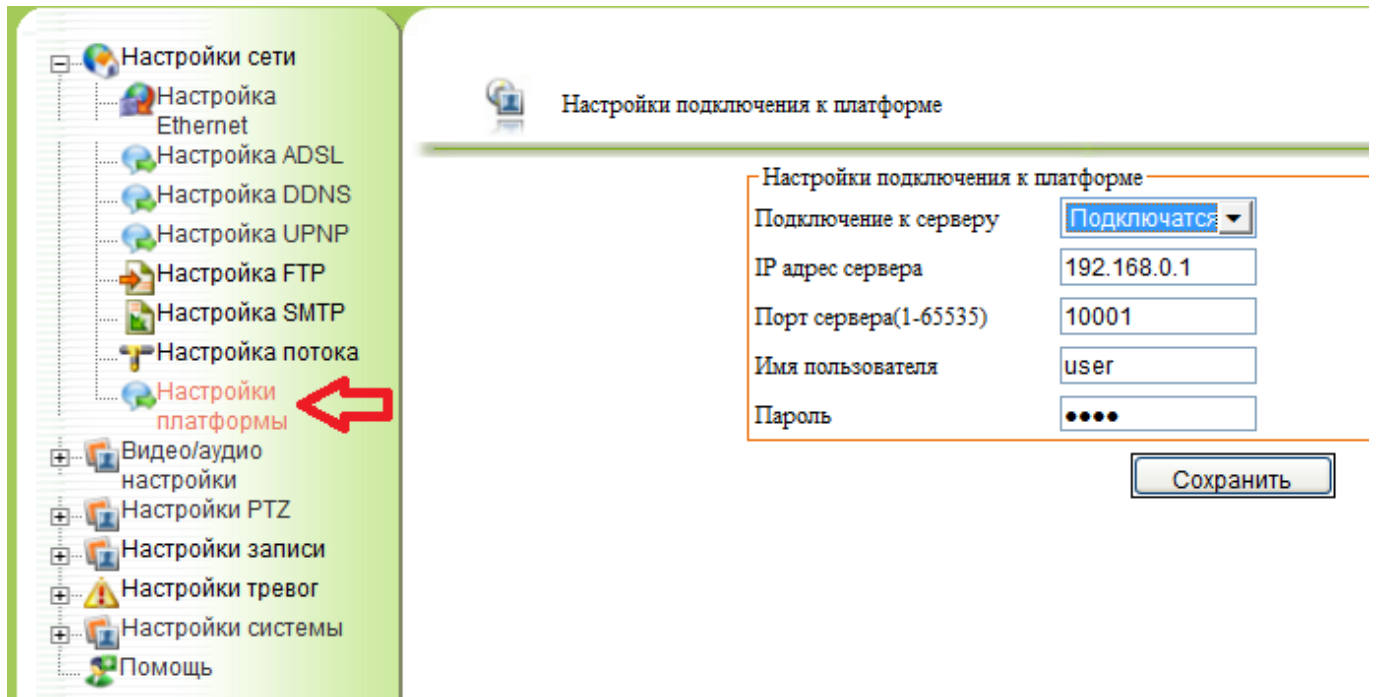 Настройки сети
Настройка
Ethernet
Настройка ADSL
Настройка DDNS
Настройка UPNP
Настройка FTP
Настройка SMTP
Настройка потока
Настройки
платформы
Видео/аудио
настройки
Настройки PTZ
Настройки записи
Настройки тревог
Настройки системы
Помощь
Настройки подключения к платформе
Настройки подключения к платформе
Подключение к серверу Подключатся
IP адрес сервера 192.168.0.1
Порт сервера(1-65535) 10001
Имя пользователя user
Пароль ●●●●
Сохранить